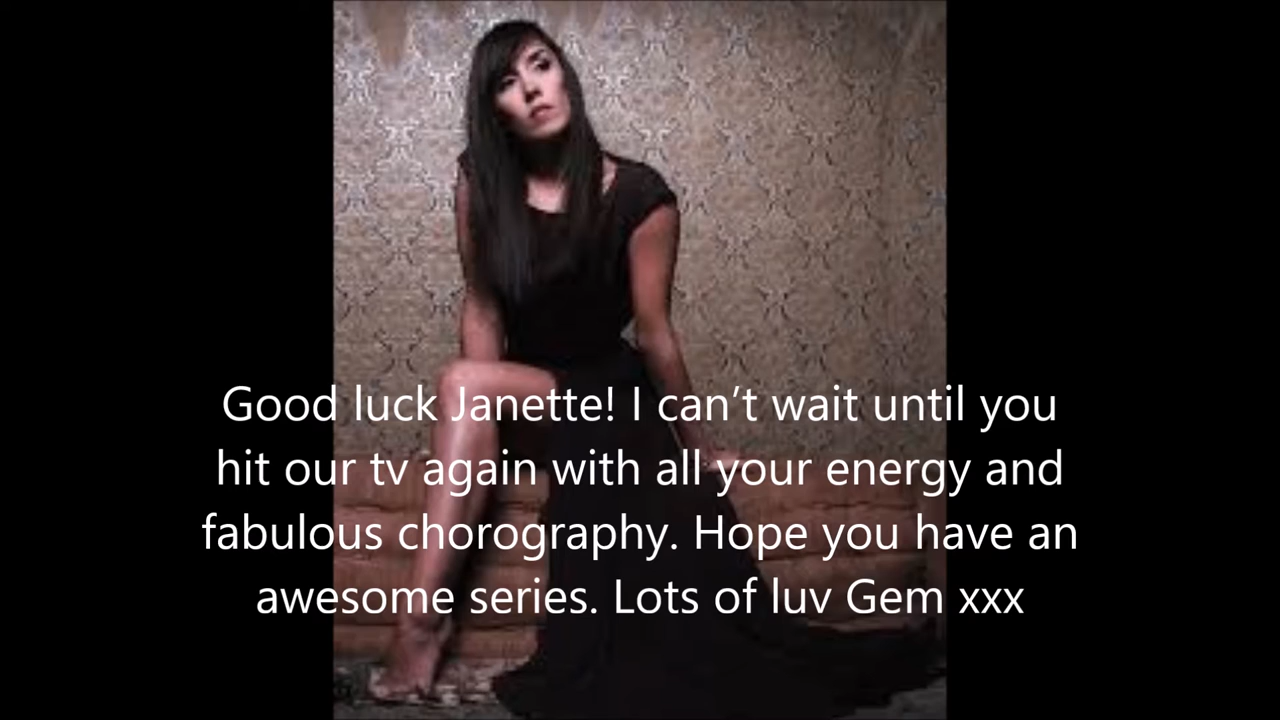 Good luck Janette! I can’t wait until you
hit our tv again with all your energy and
fabulous chorography. Hope you have an
awesome series. Lots of luv Gem xxx